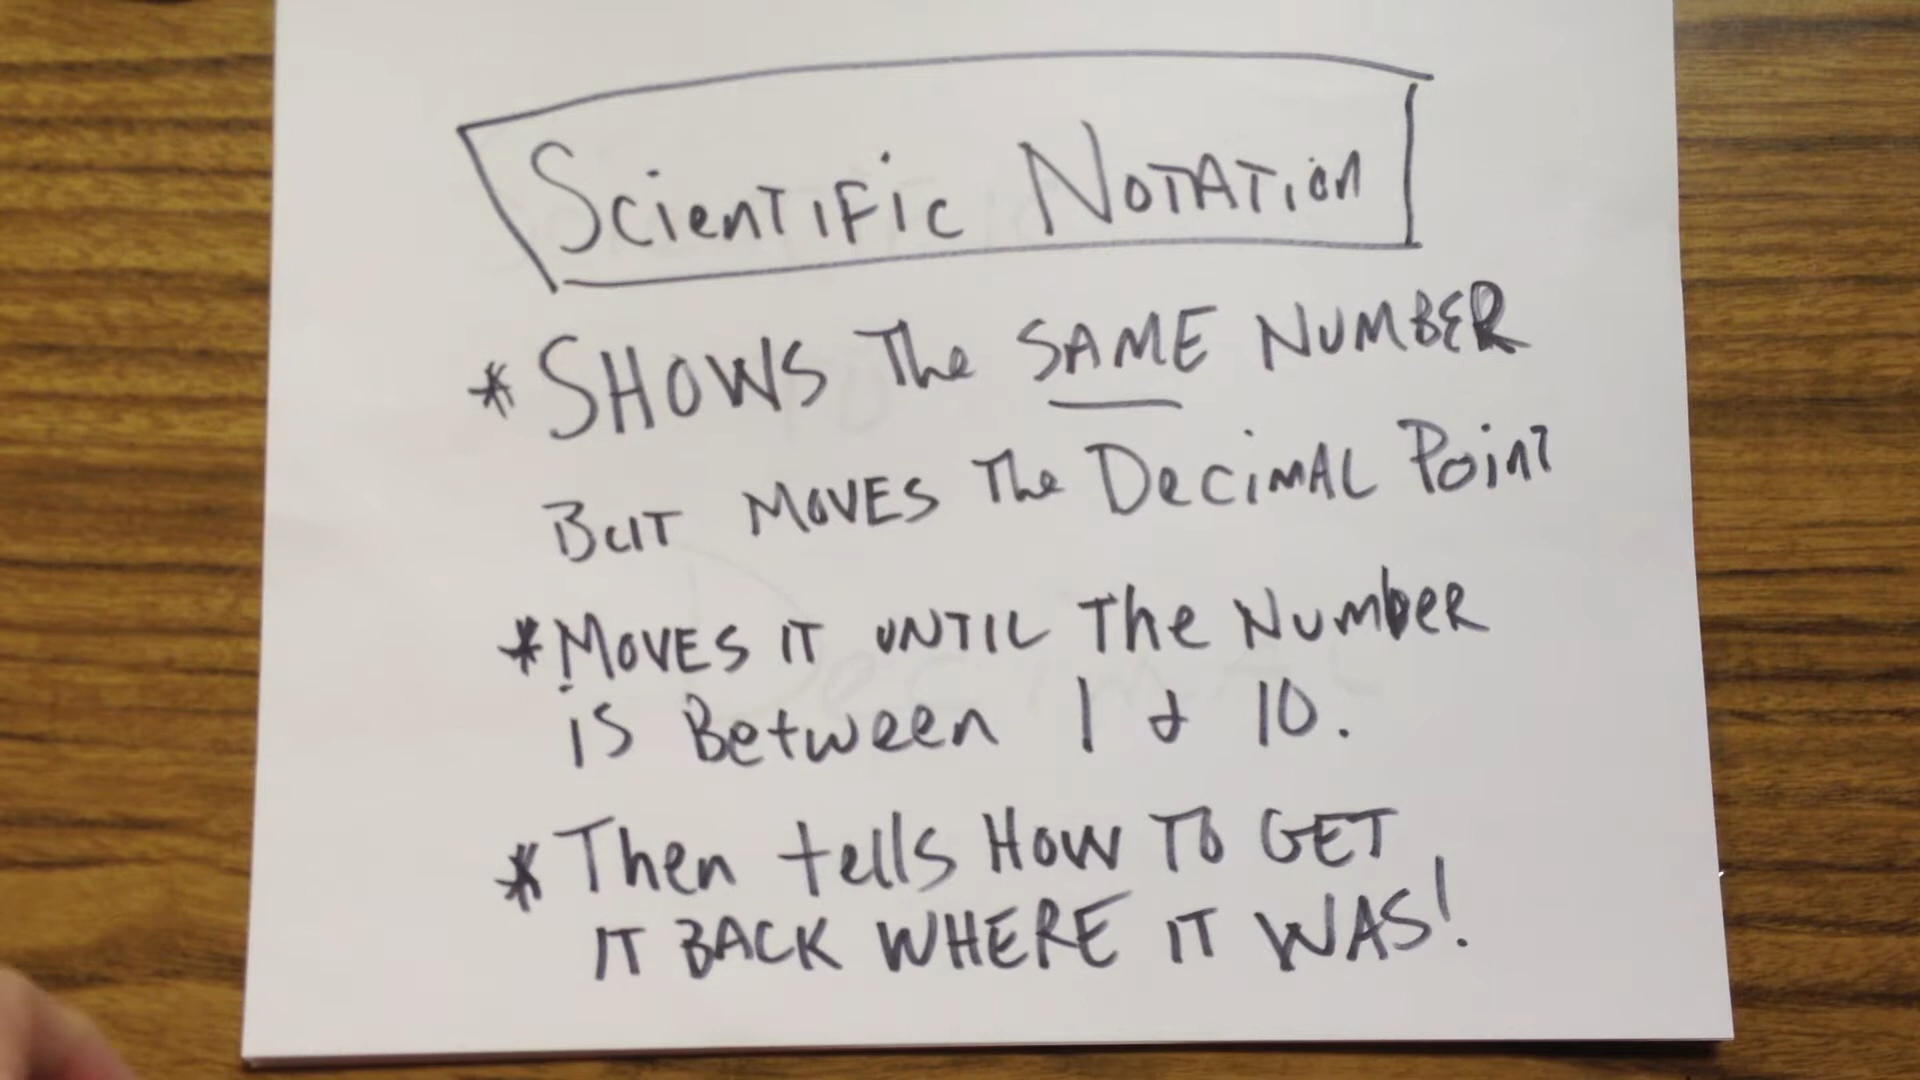 Scientific Notation
* SHOWS The SAME NUMBER
BUT MOVES The Decimal Point
* MOVES IT UNTIL The Number
is Between 1 & 10.
* Then tells HOW TO GET
IT BACK WHERE IT WAS!